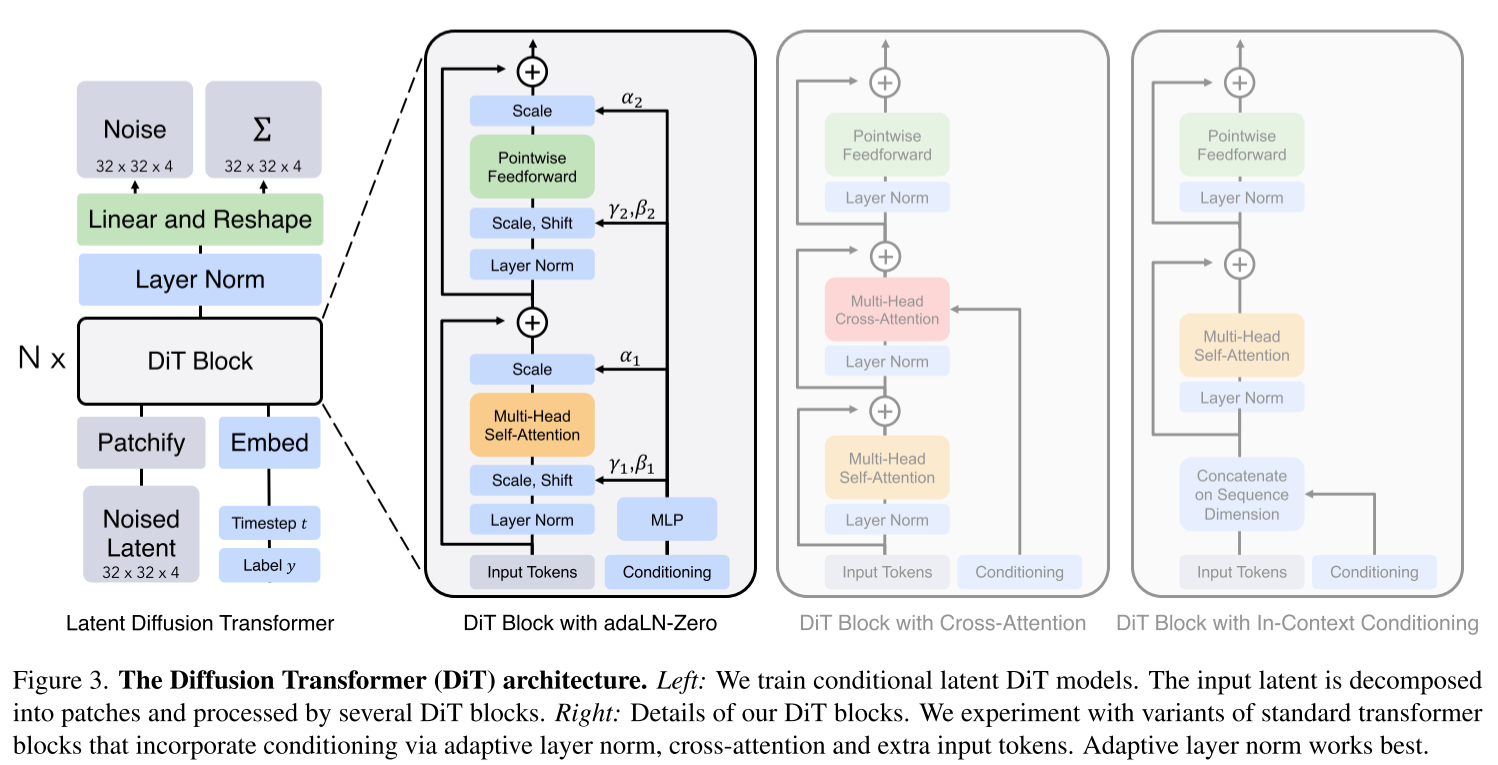 Noise
32 x 32 x 4
Σ
32 x 32 x 4
Linear and Reshape
Layer Norm
N x
DiT Block
Patchify
Embed
Noised
Latent
32 x 32 x 4
Timestep t
Label y
Latent Diffusion Transformer
+
Scale
α₂
Pointwise
Feedforward
Scale, Shift
γ₂,β₂
Layer Norm
+
Scale
α₁
Multi-Head
Self-Attention
Scale, Shift
γ₁,β₁
Layer Norm
MLP
Input Tokens
Conditioning
DiT Block with adaLN-Zero
+
Pointwise
Feedforward
Layer Norm
+
Multi-Head
Cross-Attention
Layer Norm
+
Multi-Head
Self-Attention
Layer Norm
Input Tokens
Conditioning
DiT Block with Cross-Attention
+
Pointwise
Feedforward
Layer Norm
+
Multi-Head
Self-Attention
Layer Norm
Concatenate
on Sequence
Dimension
Input Tokens
Conditioning
DiT Block with In-Context Conditioning
Figure 3. The Diffusion Transformer (DiT) architecture. Left: We train conditional latent DiT models. The input latent is decomposed
into patches and processed by several DiT blocks. Right: Details of our DiT blocks. We experiment with variants of standard transformer
blocks that incorporate conditioning via adaptive layer norm, cross-attention and extra input tokens. Adaptive layer norm works best.